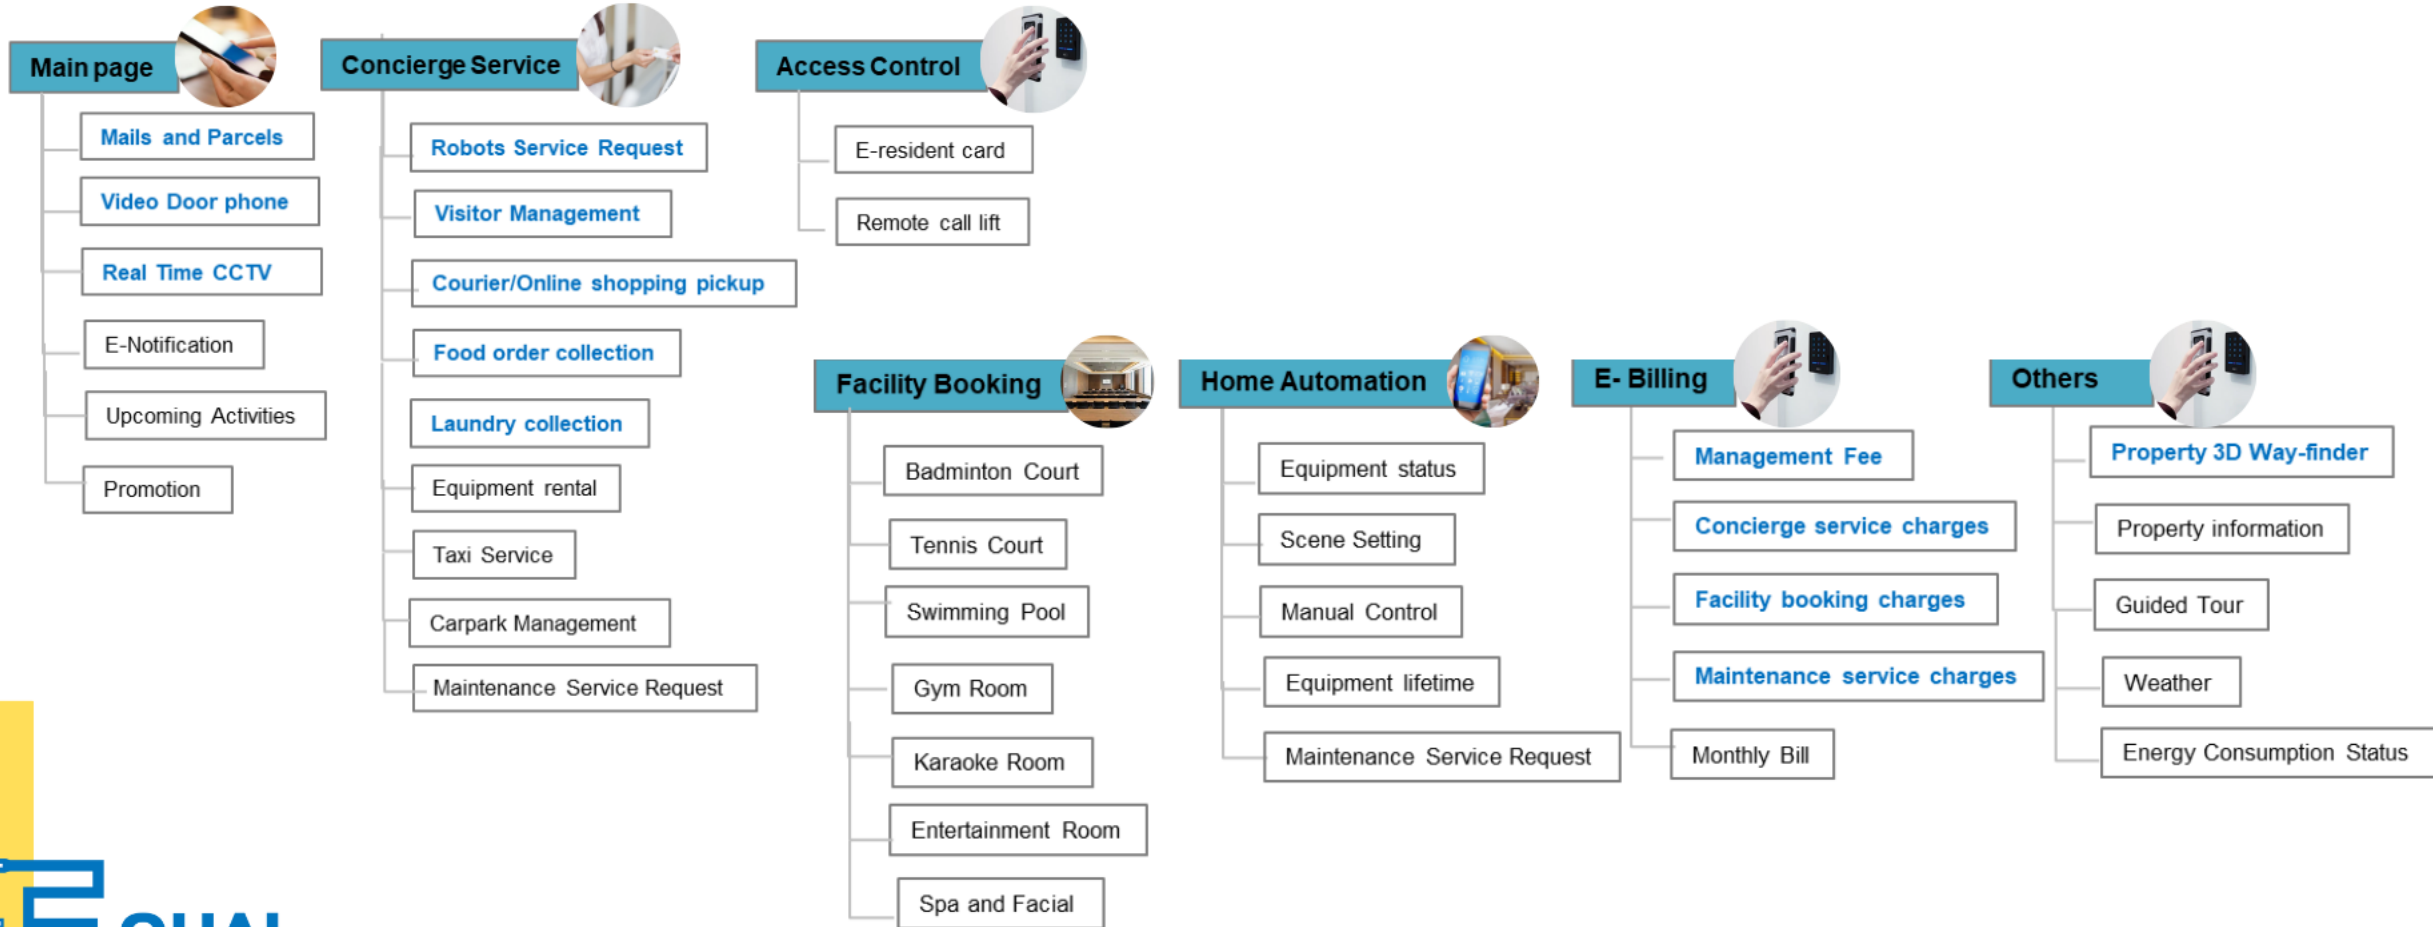 Main page
Mails and Parcels
Video Door phone
Real Time CCTV
E-Notification
Upcoming Activities
Promotion
Concierge Service
Robots Service Request
Visitor Management
Courier/Online shopping pickup
Food order collection
Laundry collection
Equipment rental
Taxi Service
Carpark Management
Maintenance Service Request
Access Control
E-resident card
Remote call lift
Facility Booking
Badminton Court
Tennis Court
Swimming Pool
Gym Room
Karaoke Room
Entertainment Room
Spa and Facial
Home Automation
Equipment status
Scene Setting
Manual Control
Equipment lifetime
Maintenance Service Request
E- Billing
Management Fee
Concierge service charges
Facility booking charges
Maintenance service charges
Monthly Bill
Others
Property 3D Way-finder
Property information
Guided Tour
Weather
Energy Consumption Status